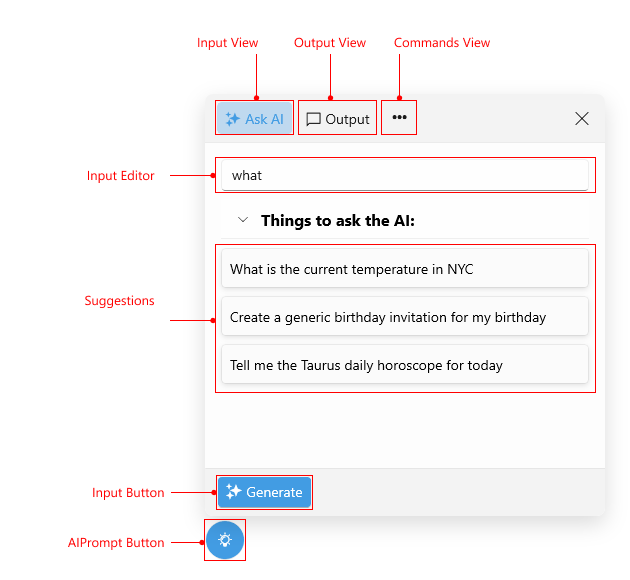 Input View
Output View
Commands View
Ask AI
Output
•••
Input Editor
what
Things to ask the AI:
Suggestions
What is the current temperature in NYC
Create a generic birthday invitation for my birthday
Tell me the Taurus daily horoscope for today
Input Button
Generate
AIPrompt Button